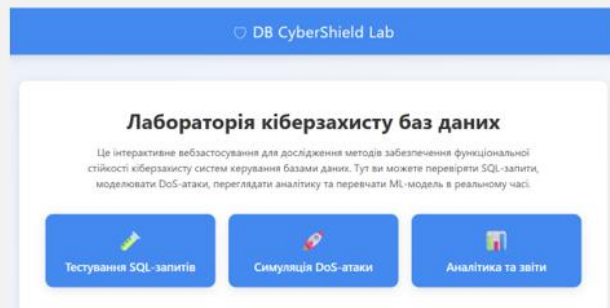 DB CyberShield Lab
Лабораторія кіберзахисту баз даних
Це інтерактивне вебзастосування для дослідження методів забезпечення функціональної
стійкості кіберзахисту систем керування базами даних. Тут ви можете перевіряти SQL-запити,
моделювати DoS-атаки, переглядати аналітику та перевчати ML-модель в реальному часі.
Тестування SQL-запитів
Симуляція DoS-атаки
Аналітика та звіти